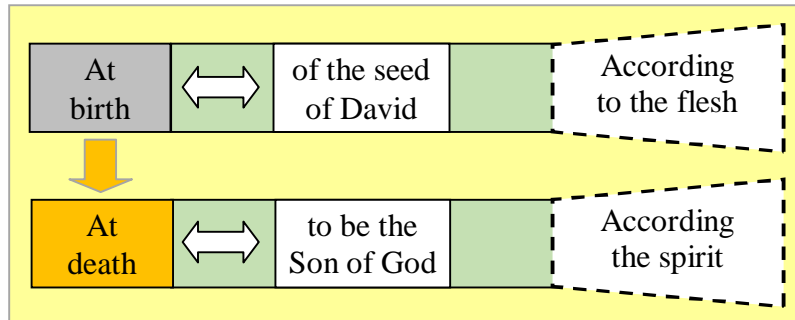 At
birth
of the seed
of David
According
to the flesh
At
death
to be the
Son of God
According
the spirit